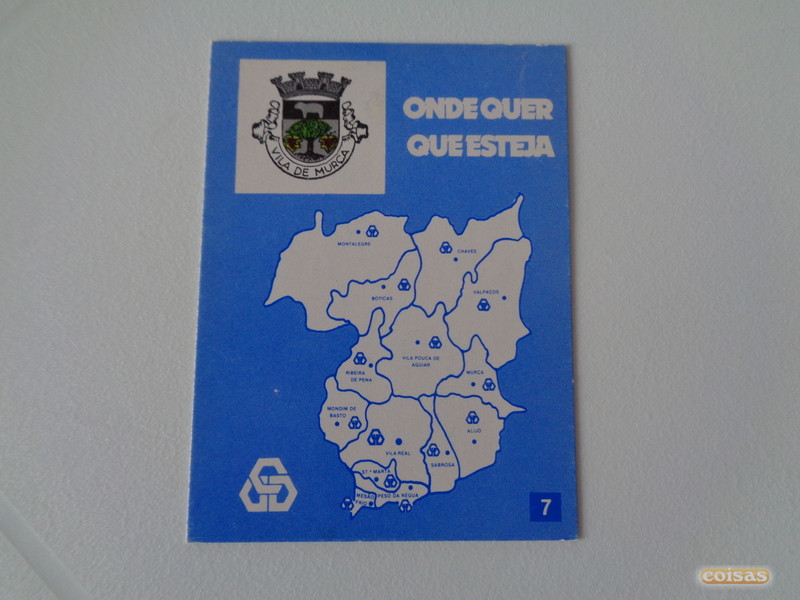 VILA DE MURÇA
ONDE QUER
QUE ESTEJA
MONTALEGRE
CHAVES
BOTICAS
VALPAÇOS
VILA POUCA DE
AGUIAR
RIBEIRA
DE PENA
MURÇA
MONDIM DE
BASTO
ALIJÓ
VILA REAL
SABROSA
STª MARTA
MESÃO
FRIO
PESO DA RÉGUA
7
coisas